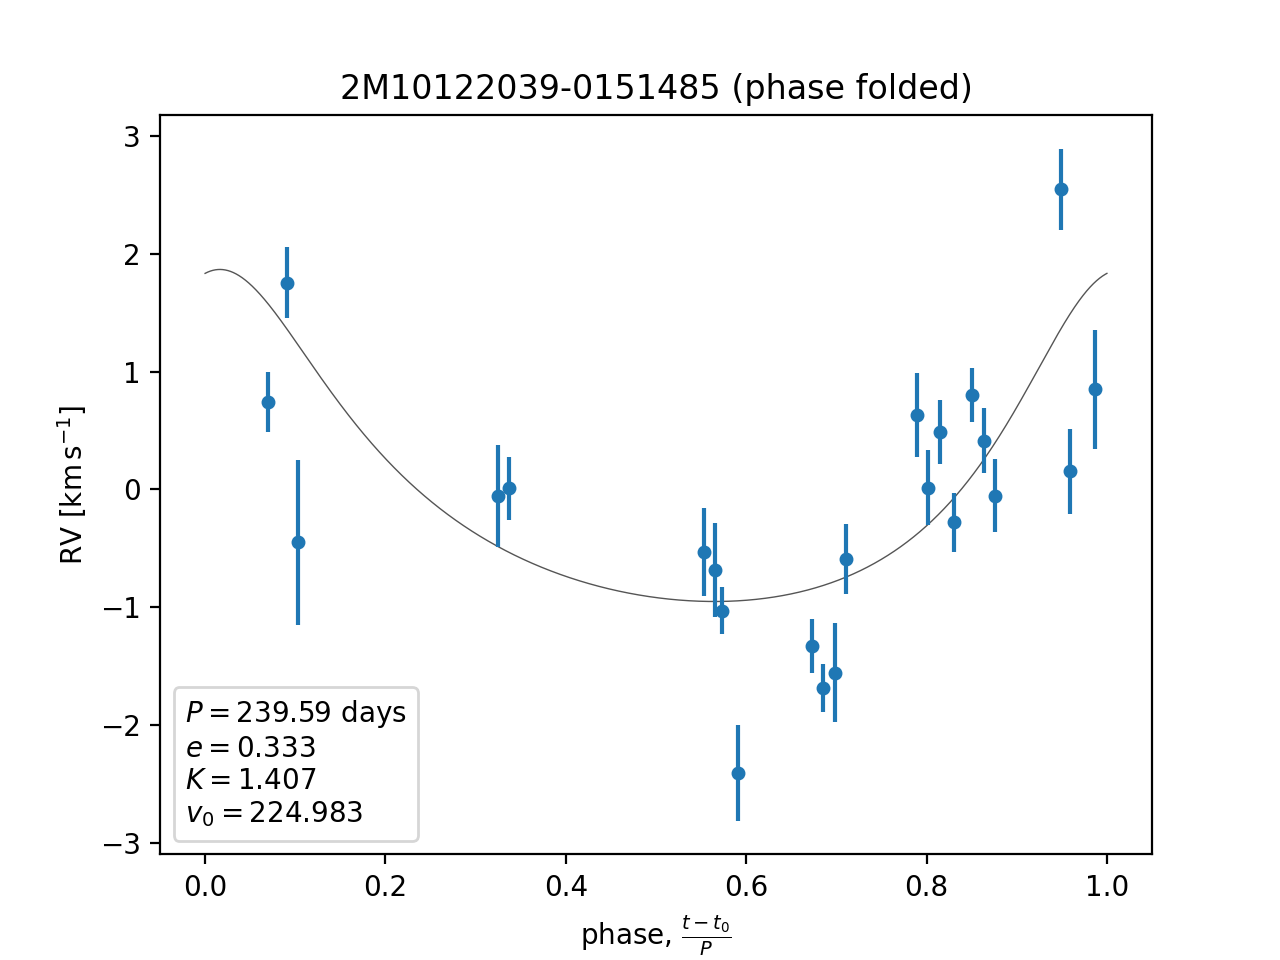 2M10122039-0151485 (phase folded)
RV [km s⁻¹]
3
2
1
0
−1
−2
−3
P = 239.59 days
e = 0.333
K = 1.407
v₀ = 224.983
0.0 0.2 0.4 0.6 0.8 1.0
phase, (t − t₀)/P